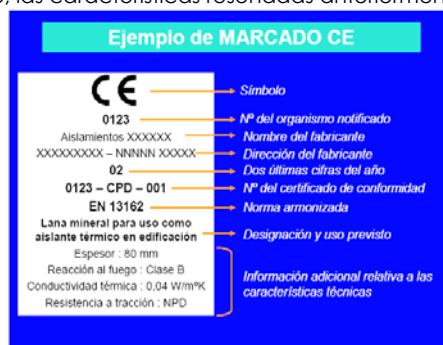 Ejemplo de MARCADO CE
CE
Símbolo
0123
Nº del organismo notificado
Aislamientos XXXXXX
Nombre del fabricante
XXXXXXXXX – NNNNN XXXXX
Dirección del fabricante
02
Dos últimas cifras del año
0123 – CPD – 001
Nº del certificado de conformidad
EN 13162
Norma armonizada
Lana mineral para uso como
aislante térmico en edificación
Designación y uso previsto
Espesor : 80 mm
Reacción al fuego : Clase B
Conductividad térmica : 0,04 W/mºK
Resistencia a tracción : NPD
Información adicional relativa a las
características técnicas